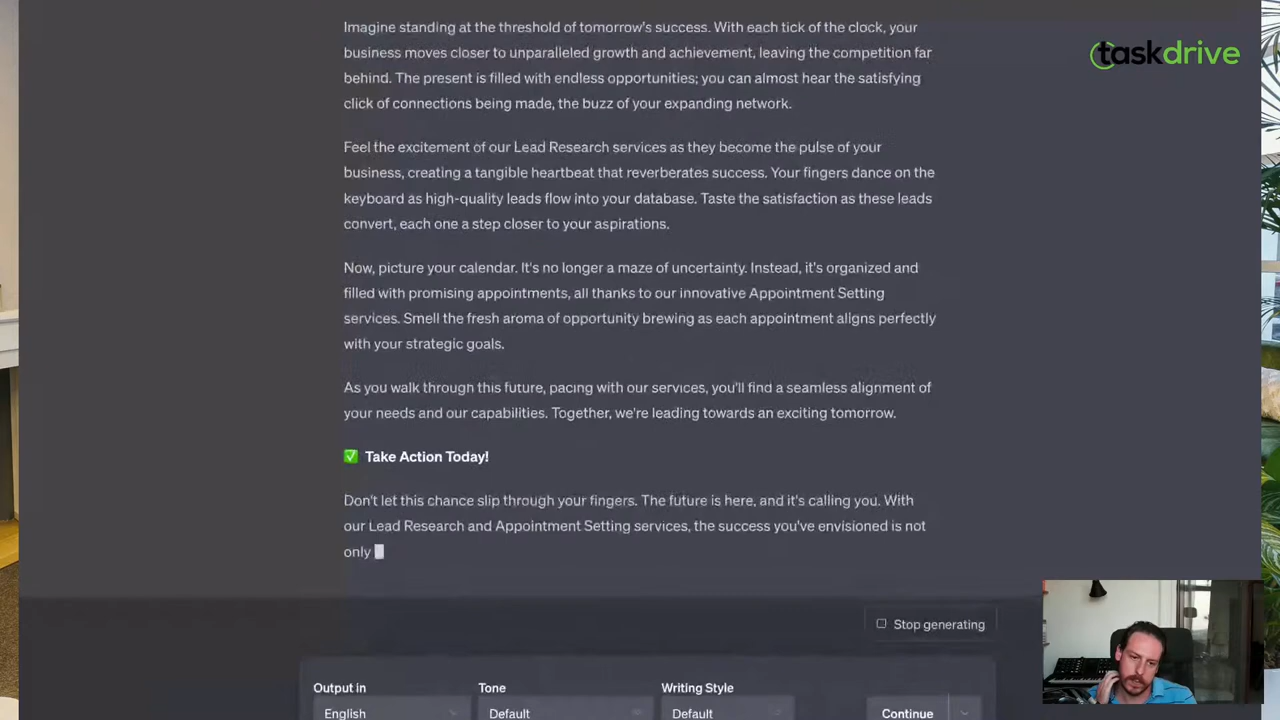 Imagine standing at the threshold of tomorrow's success. With each tick of the clock, your
business moves closer to unparalleled growth and achievement, leaving the competition far
behind. The present is filled with endless opportunities; you can almost hear the satisfying
click of connections being made, the buzz of your expanding network.
taskdrive
Feel the excitement of our Lead Research services as they become the pulse of your
business, creating a tangible heartbeat that reverberates success. Your fingers dance on the
keyboard as high-quality leads flow into your database. Taste the satisfaction as these leads
convert, each one a step closer to your aspirations.
Now, picture your calendar. It's no longer a maze of uncertainty. Instead, it's organized and
filled with promising appointments, all thanks to our innovative Appointment Setting
services. Smell the fresh aroma of opportunity brewing as each appointment aligns perfectly
with your strategic goals.
As you walk through this future, pacing with our services, you'll find a seamless alignment of
your needs and our capabilities. Together, we're leading towards an exciting tomorrow.
✅ Take Action Today!
Don't let this chance slip through your fingers. The future is here, and it's calling you. With
our Lead Research and Appointment Setting services, the success you've envisioned is not
only
Stop generating
Output in Tone Writing Style
English Default Default Continue